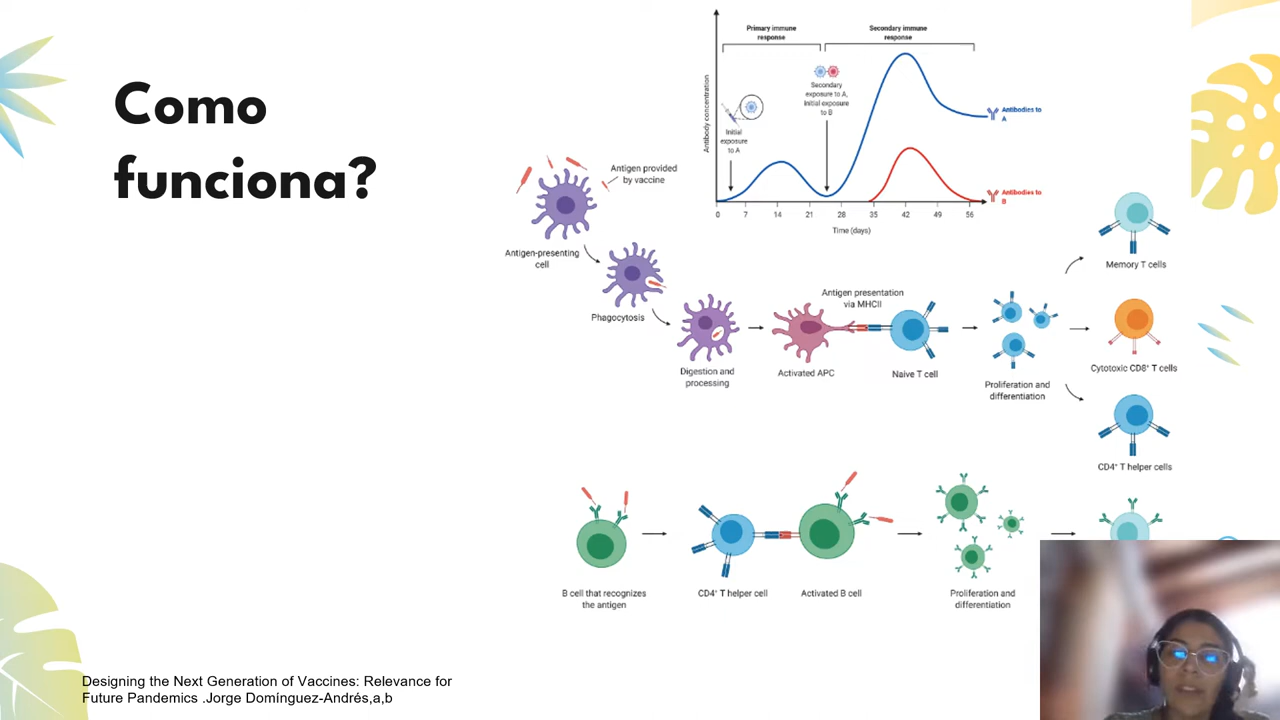 Como
funciona?
Primary immune
response
Secondary immune
response
Antibody concentration
Initial
exposure
to A
Secondary
exposure to A,
Initial exposure
to B
Antibodies to
A
Antibodies to
B
0 7 14 21 28 35 42 49 56
Time (days)
Antigen provided
by vaccine
Antigen-presenting
cell
Phagocytosis
Digestion and
processing
Activated APC
Antigen presentation
via MHCII
Naive T cell
Proliferation and
differentiation
Memory T cells
Cytotoxic CD8⁺ T cells
CD4⁺ T helper cells
B cell that recognizes
the antigen
CD4⁺ T helper cell
Activated B cell
Proliferation and
differentiation
Designing the Next Generation of Vaccines: Relevance for
Future Pandemics .Jorge Domínguez-Andrés,a,b